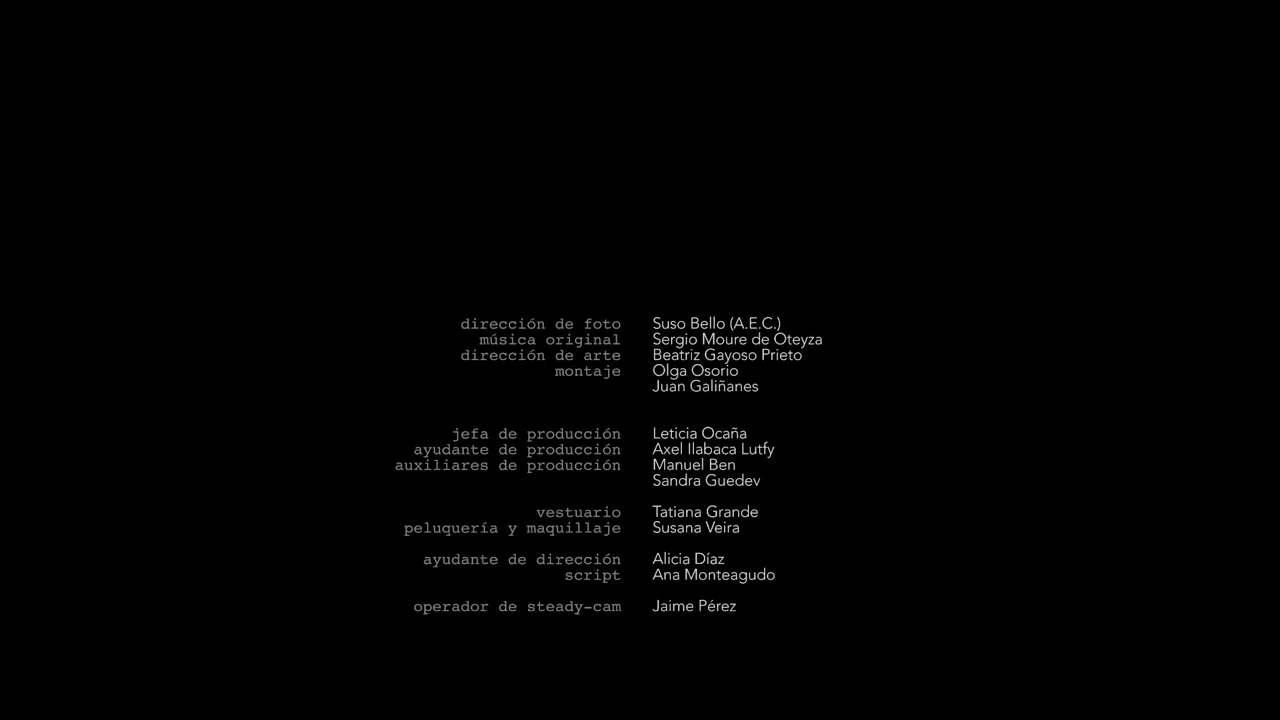 dirección de foto Suso Bello (A.E.C.)
música original Sergio Moure de Oteyza
dirección de arte Beatriz Gayoso Prieto
montaje Olga Osorio
Juan Galiñanes
jefa de producción Leticia Ocaña
ayudante de producción Axel Ilabaca Lutfy
auxiliares de producción Manuel Ben
Sandra Guedev
vestuario Tatiana Grande
peluquería y maquillaje Susana Veira
ayudante de dirección Alicia Díaz
script Ana Monteagudo
operador de steady-cam Jaime Pérez